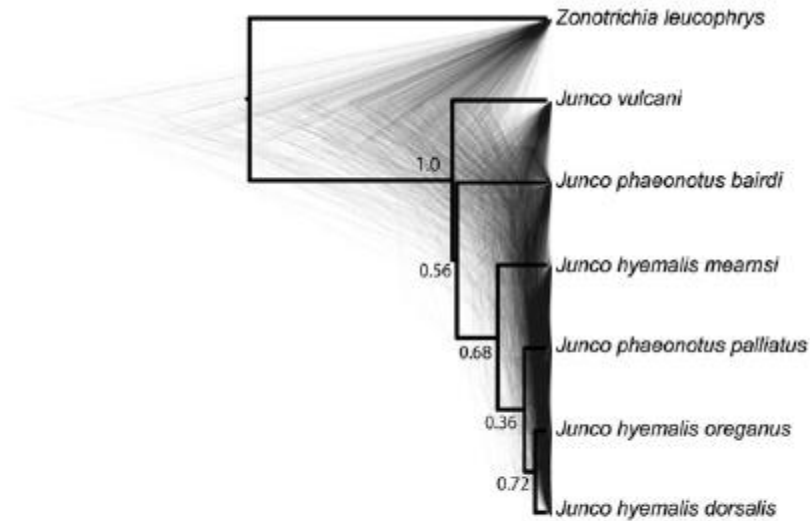 Zonotrichia leucophrys
Junco vulcani
1.0
Junco phaeonotus bairdi
Junco hyemalis mearnsi
0.56
0.68
Junco phaeonotus palliatus
0.36
Junco hyemalis oreganus
0.72
Junco hyemalis dorsalis